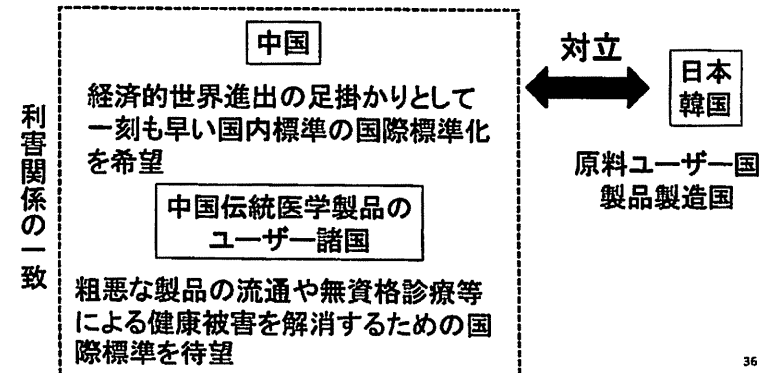 利害関係の一致
中国
経済的世界進出の足掛かりとして
一刻も早い国内標準の国際標準化
を希望
中国伝統医学製品の
ユーザー諸国
粗悪な製品の流通や無資格診療等
による健康被害を解消するための国
際標準を待望
対立
日本
韓国
原料ユーザー国
製品製造国
36